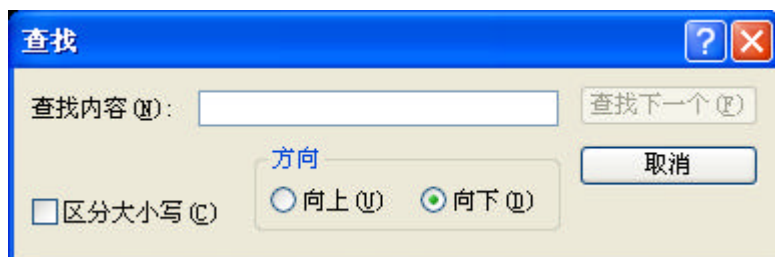 查找
查找内容(N):
查找下一个(F)
方向
取消
区分大小写(C)
向上(U)
向下(D)